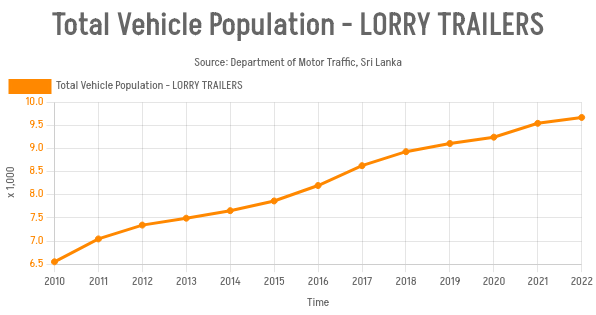 Total Vehicle Population - LORRY TRAILERS
Source: Department of Motor Traffic, Sri Lanka
Total Vehicle Population - LORRY TRAILERS
10.0
9.5
9.0
8.5
8.0
7.5
7.0
6.5
x 1,000
2010 2011 2012 2013 2014 2015 2016 2017 2018 2019 2020 2021 2022
Time